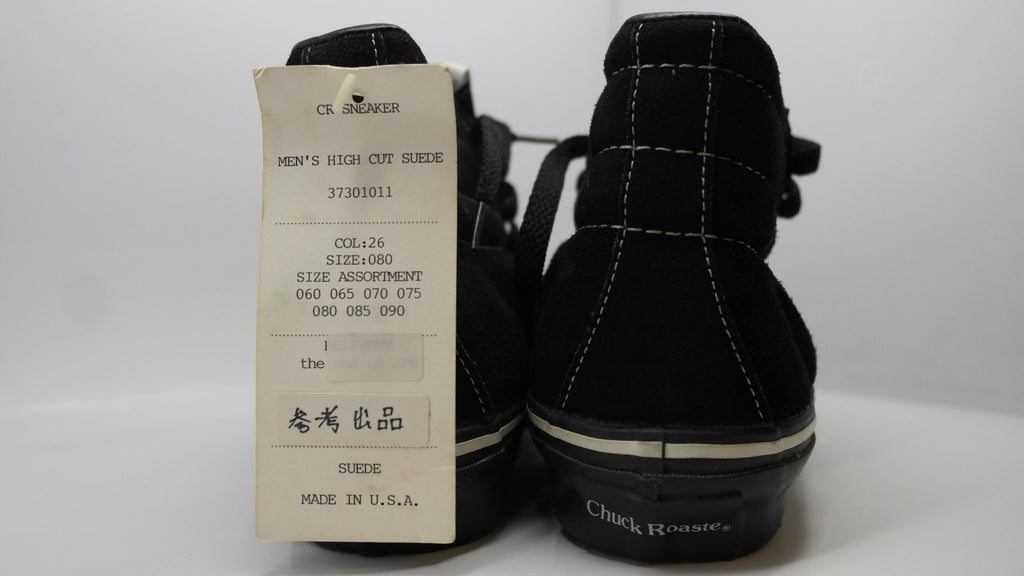 CR SNEAKER
MEN'S HIGH CUT SUEDE
37301011
COL:26
SIZE:080
SIZE ASSORTMENT
060 065 070 075
080 085 090
the
参考出品
SUEDE
MADE IN U.S.A.
Chuck Roaste®